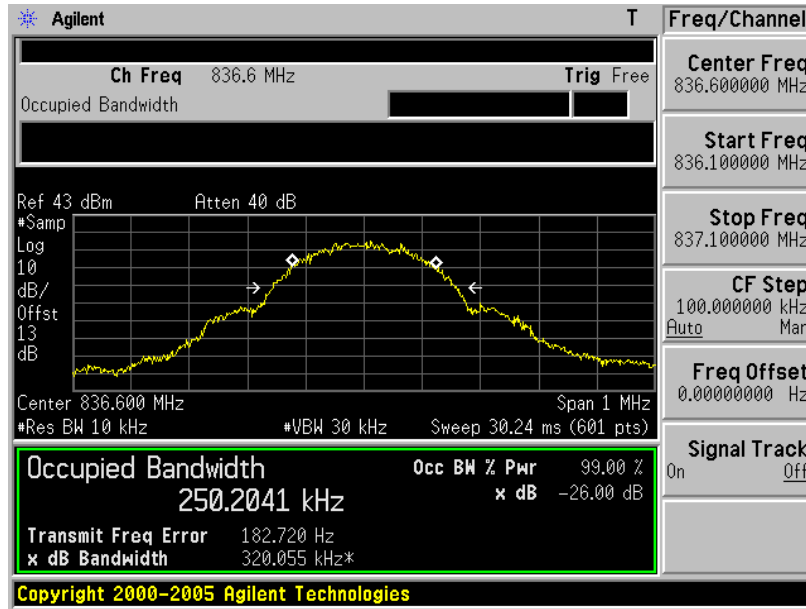 Agilent T Freq/Channel
Ch Freq 836.6 MHz Trig Free
Occupied Bandwidth
Center Freq
836.600000 MHz
Start Freq
836.100000 MHz
Stop Freq
837.100000 MHz
CF Step
100.000000 kHz
Auto Man
Freq Offset
0.00000000 Hz
Signal Track
On Off
Ref 43 dBm Atten 40 dB
#Samp
Log
10
dB/
Offst
13
dB
Center 836.600 MHz Span 1 MHz
#Res BW 10 kHz #VBW 30 kHz Sweep 30.24 ms (601 pts)
Occupied Bandwidth Occ BW % Pwr 99.00 %
250.2041 kHz x dB -26.00 dB
Transmit Freq Error 182.720 Hz
x dB Bandwidth 320.055 kHz*
Copyright 2000-2005 Agilent Technologies